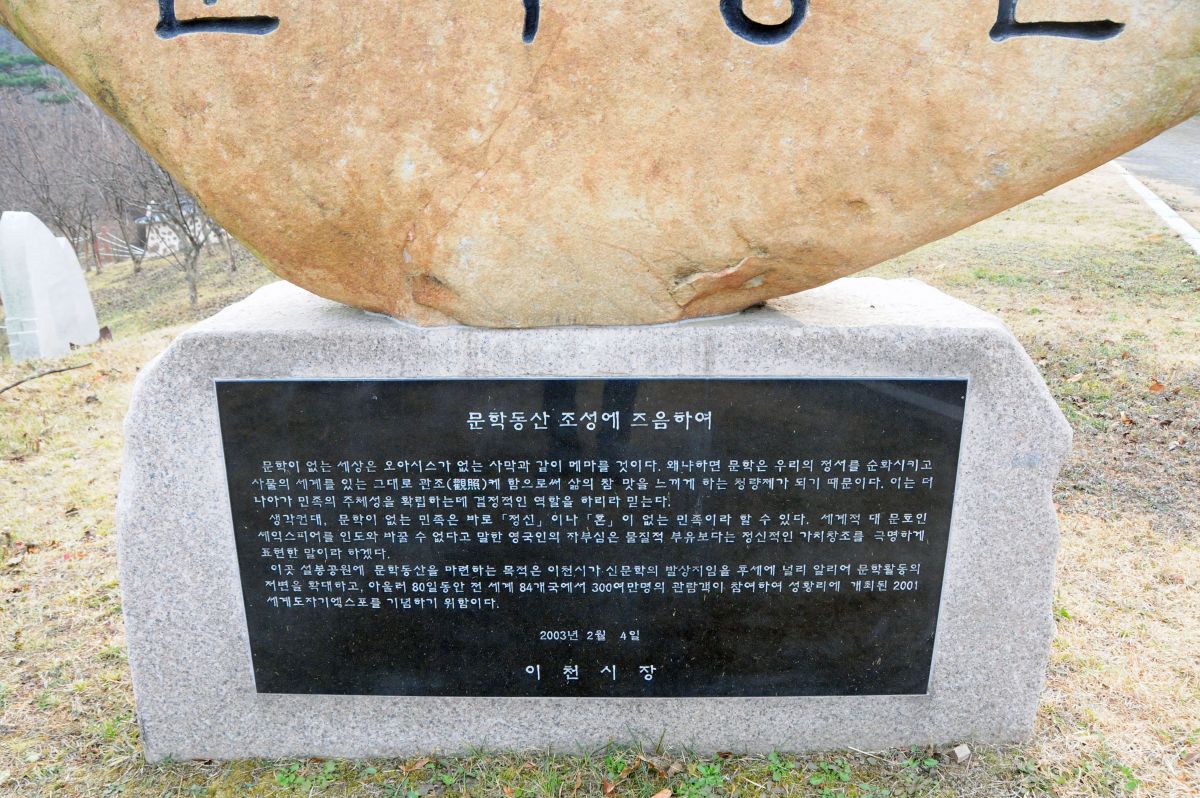 문학동산 조성에 즈음하여
문학이 없는 세상은 오아시스가 없는 사막과 같이 메마를 것이다. 왜냐하면 문학은 우리의 정서를 순화시키고
사물의 세계를 있는 그대로 관조(觀照)케 함으로써 삶의 참 맛을 느끼게 하는 청량제가 되기 때문이다. 이는 더
나아가 민족의 주체성을 확립하는데 결정적인 역할을 하리라 믿는다.
생각컨대, 문학이 없는 민족은 바로「정신」이나「혼」이 없는 민족이라 할 수 있다. 세계적 대 문호인
셰익스피어를 인도와 바꿀 수 없다고 말한 영국인의 자부심은 물질적 부유보다는 정신적인 가치창조를 극명하게
표현한 말이라 하겠다.
이곳 설봉공원에 문학동산을 마련하는 목적은 이천시가 신문학의 발상지임을 후세에 널리 알리어 문학활동의
저변을 확대하고, 아울러 80일동안 전 세계 84개국에서 300여만명의 관람객이 참여하여 성황리에 개최된 2001
세계도자기엑스포를 기념하기 위함이다.
2003년 2월 4일
이 천 시 장